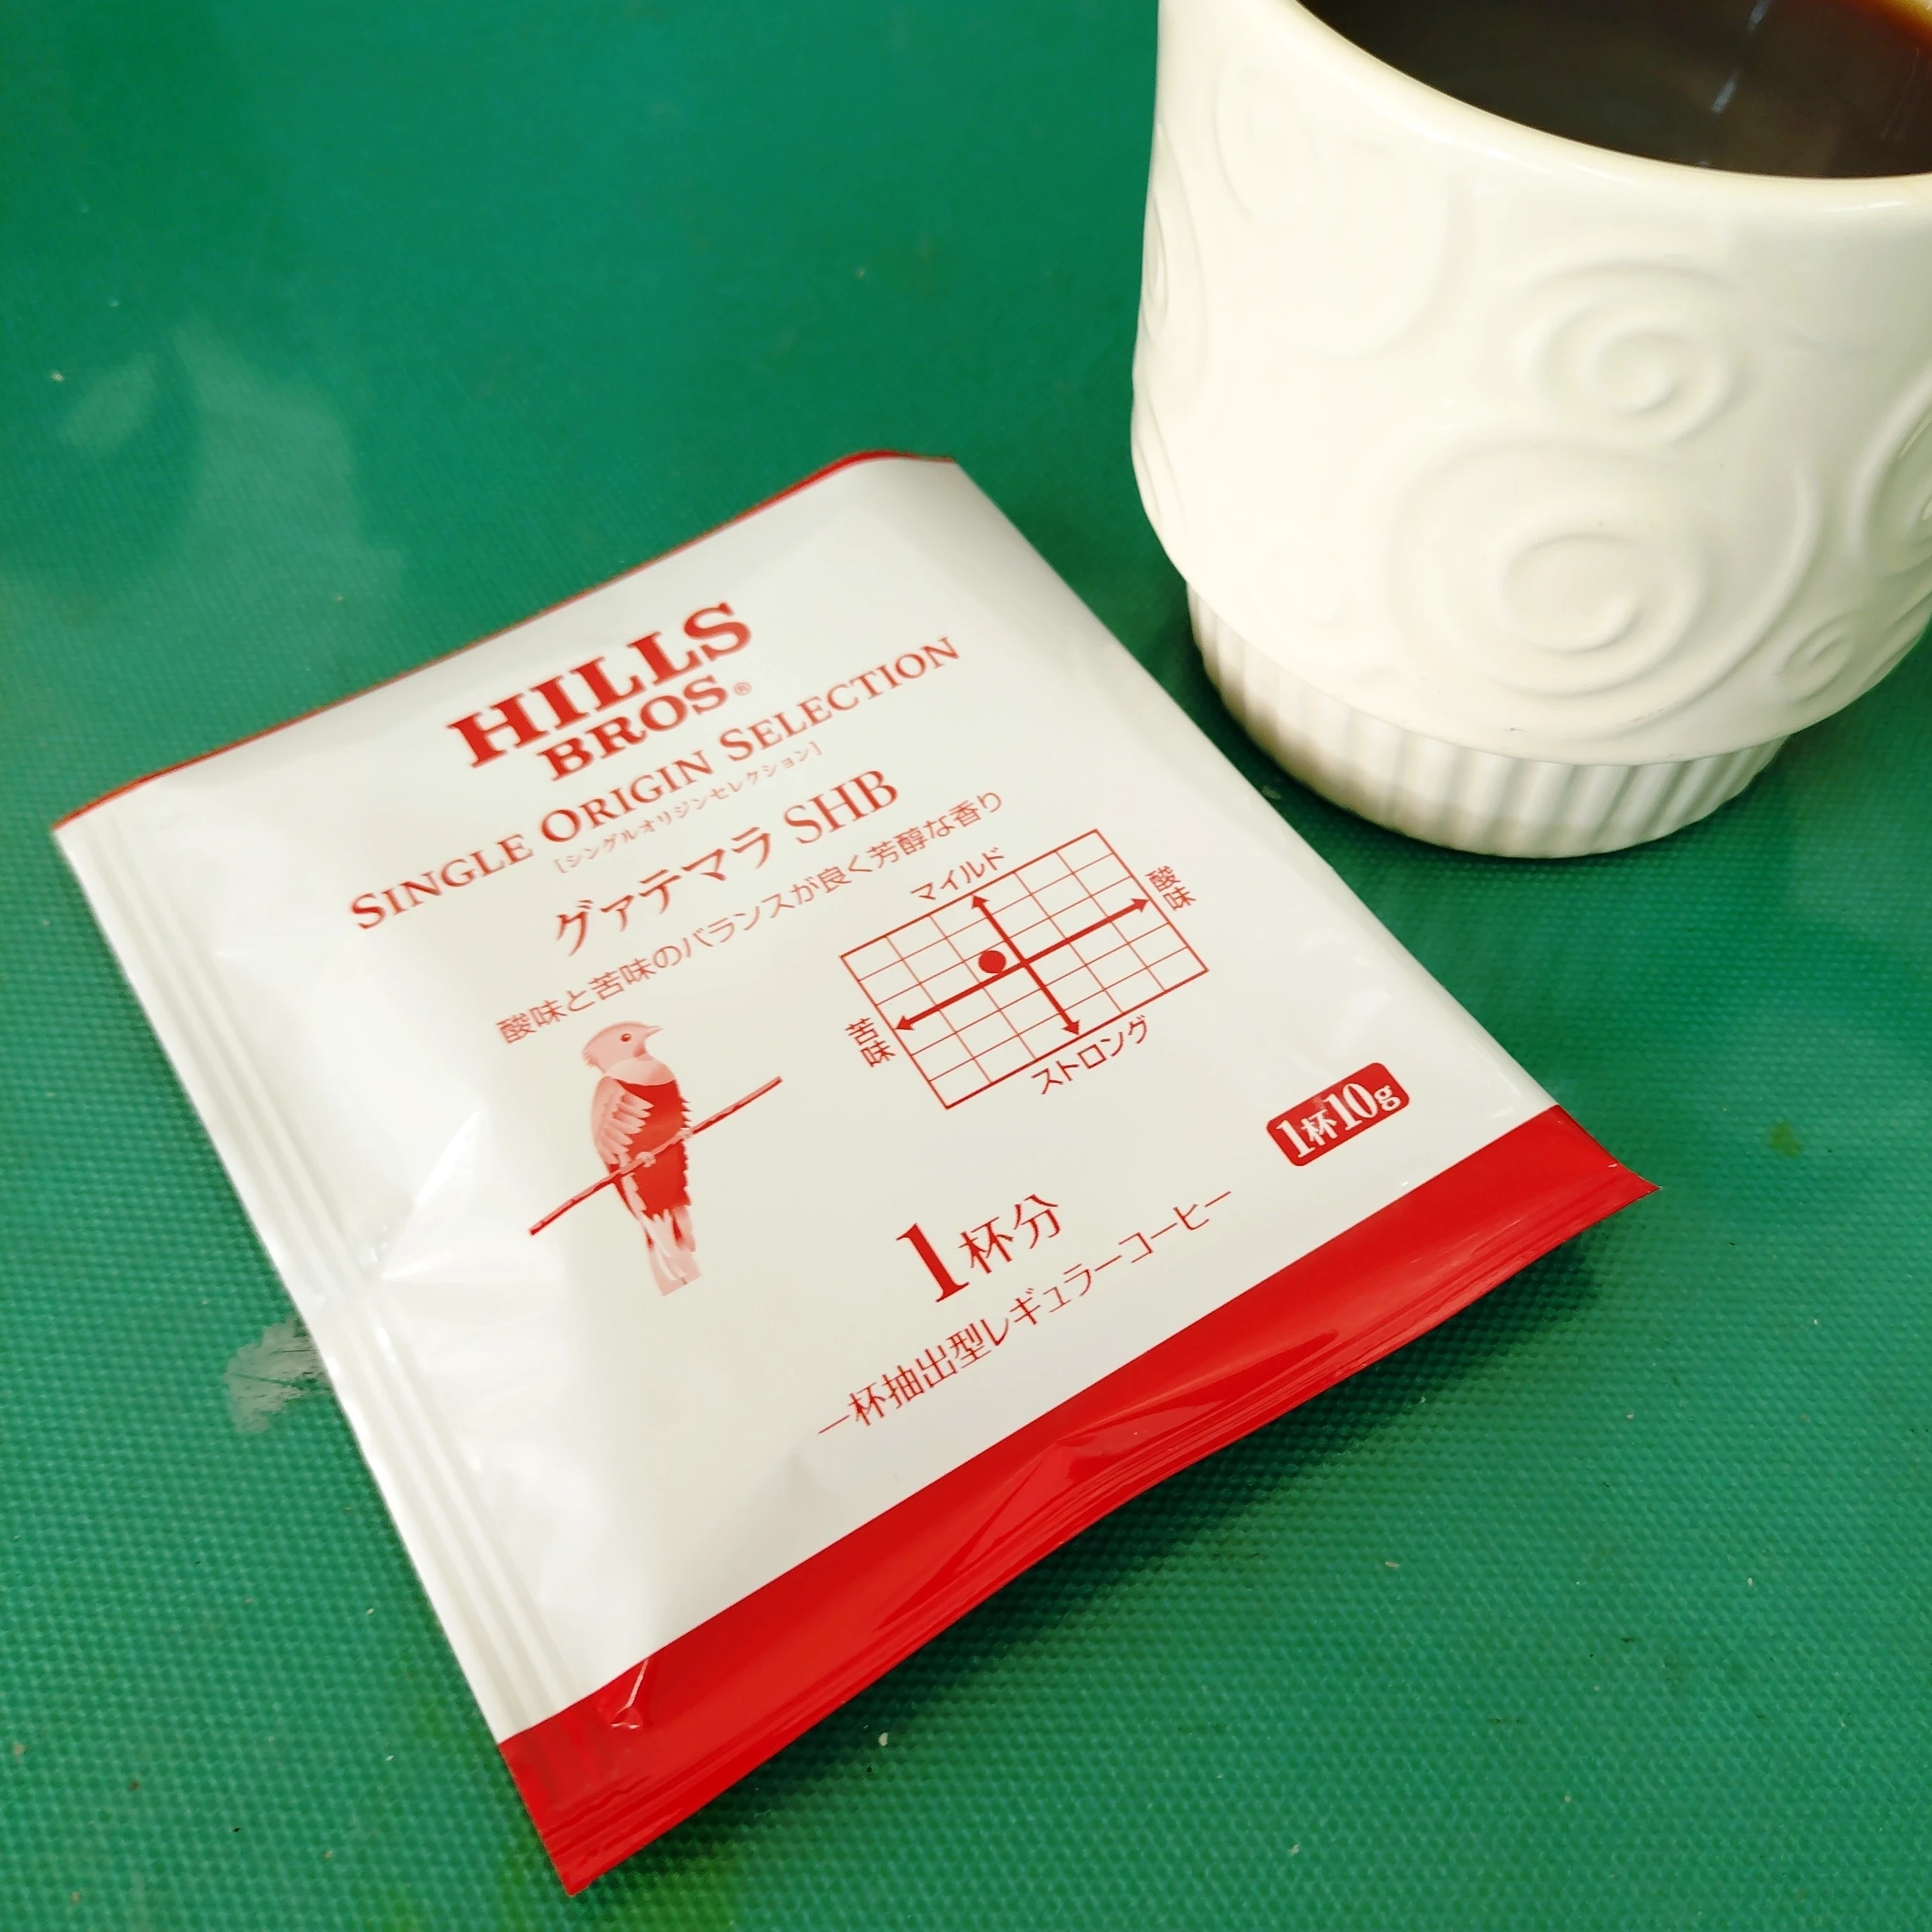 HILLS
BROS®
SINGLE ORIGIN SELECTION
[シングルオリジンセレクション]
グァテマラ SHB
酸味と苦味のバランスが良く芳醇な香り
マイルド
酸味
苦味
ストロング
1杯10g
1杯分
一杯抽出型レギュラーコーヒー